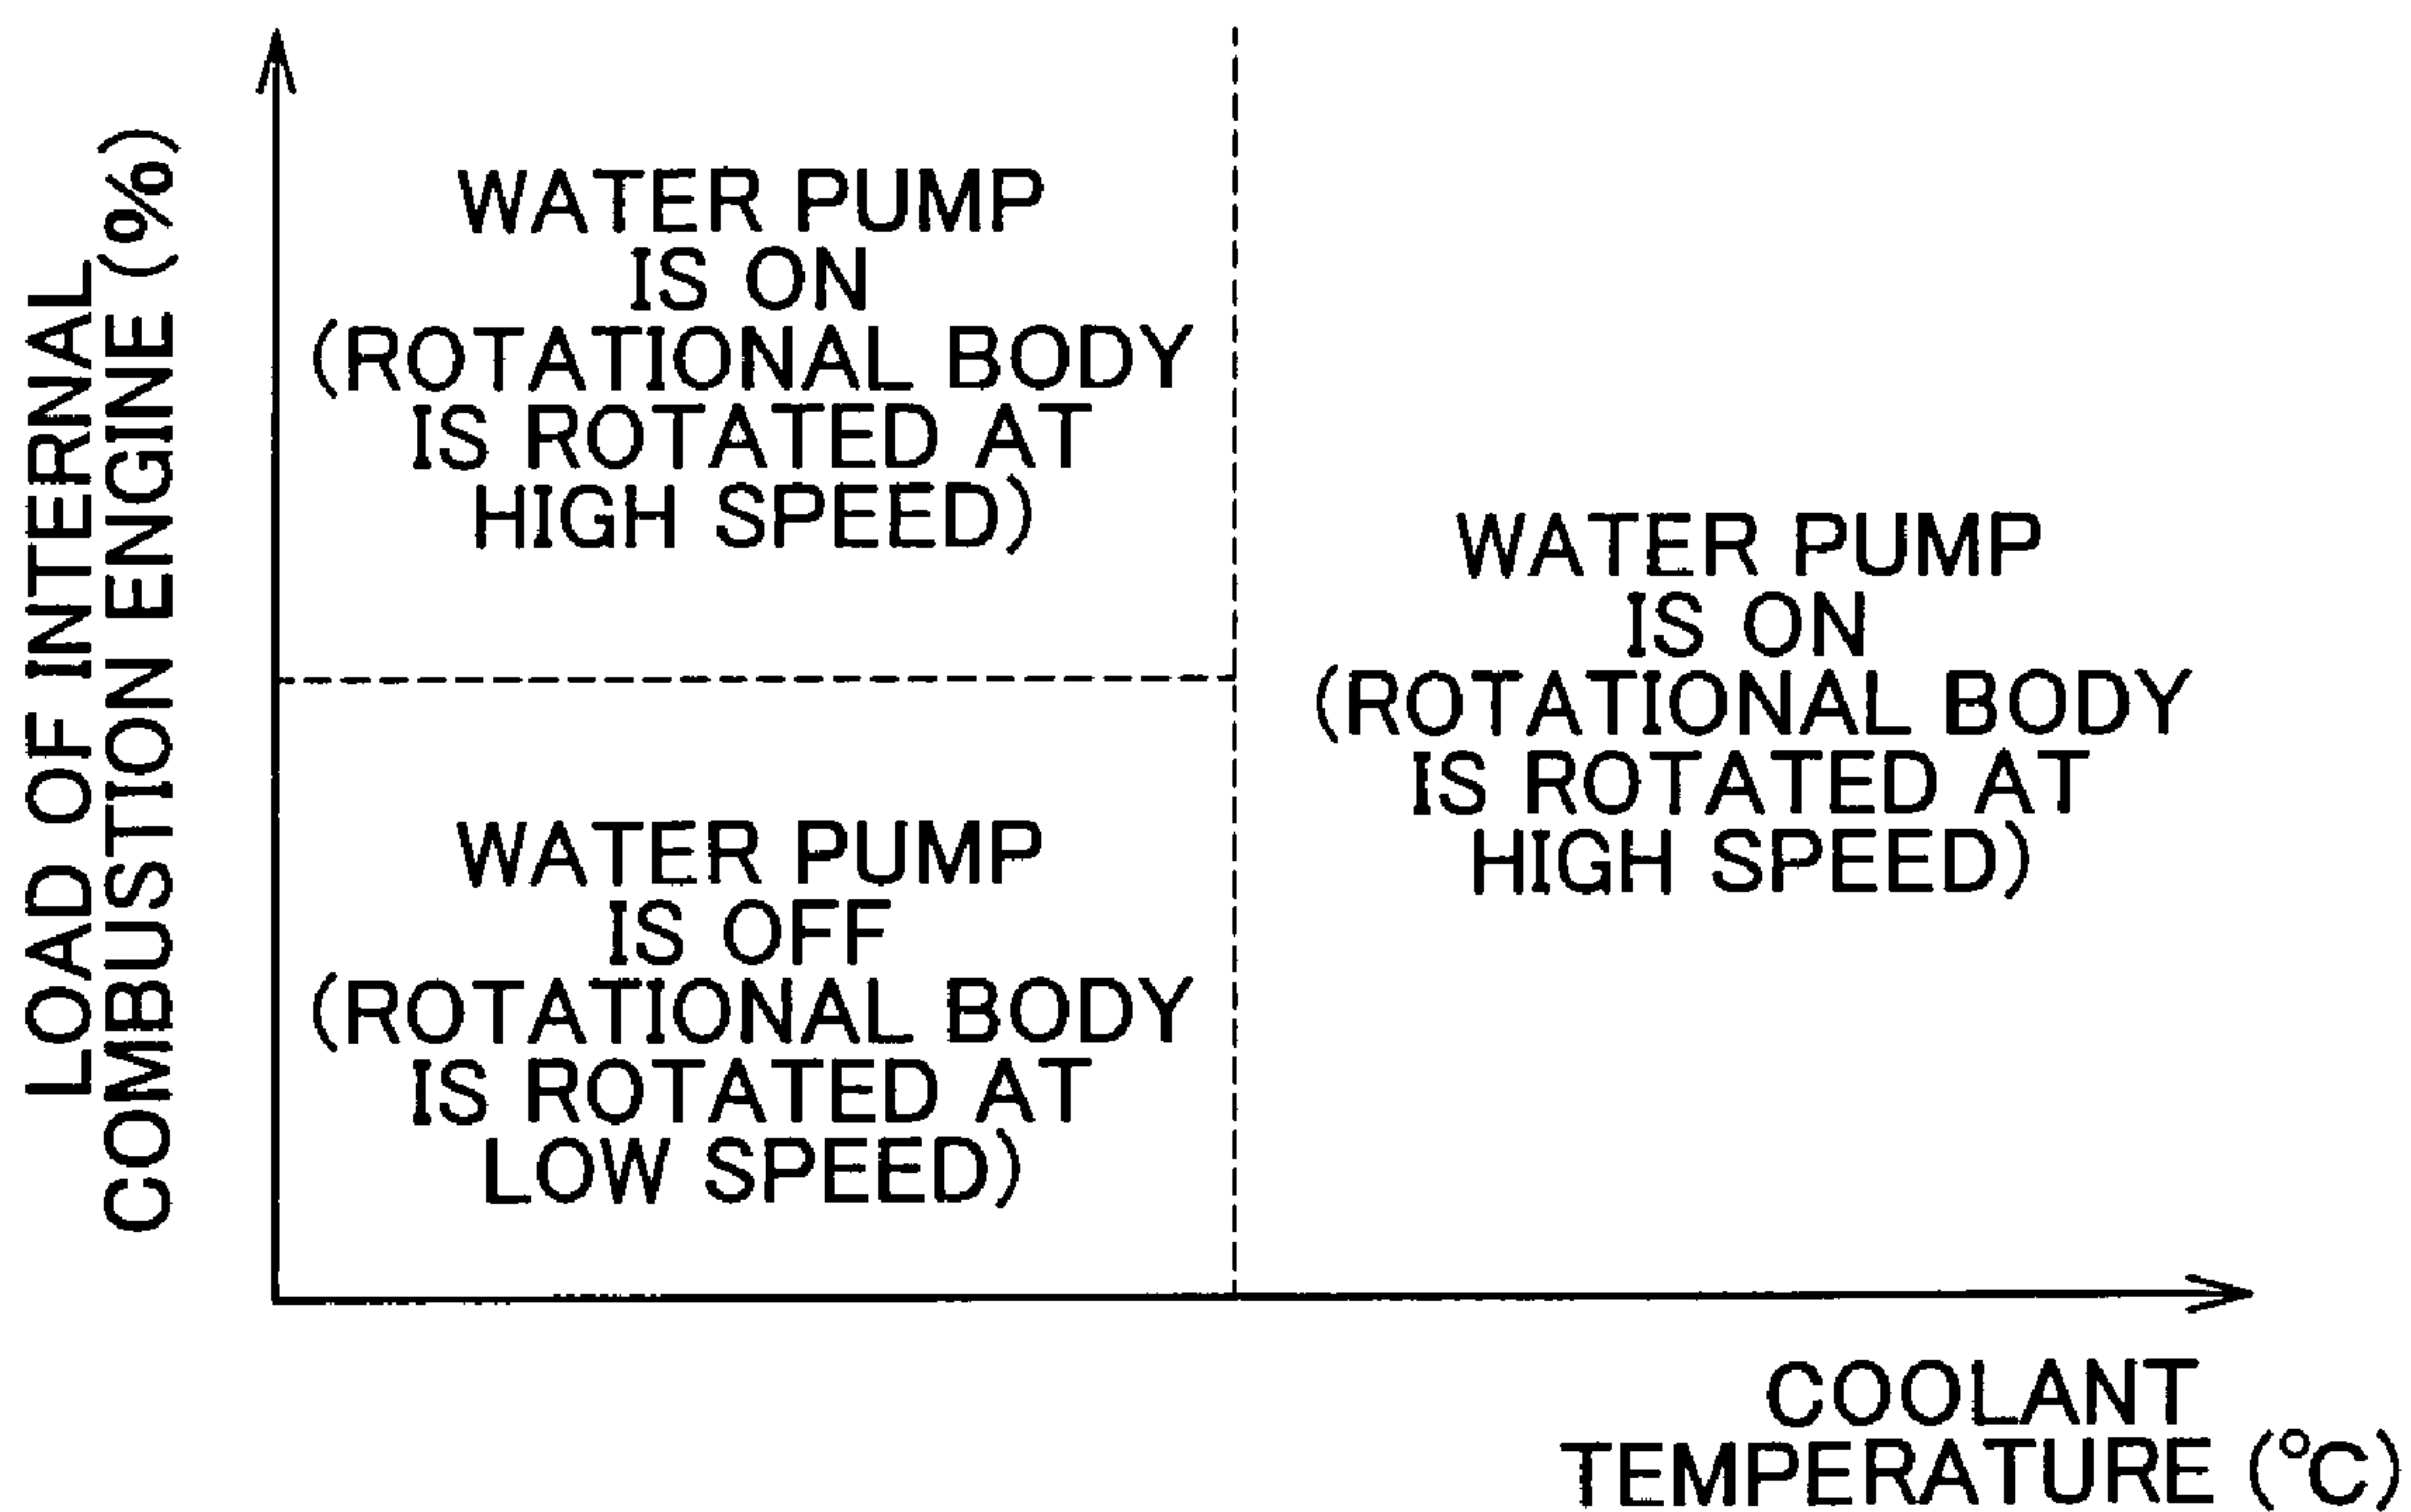 LOAD OF INTERNAL
COMBUSTION ENGINE (%)
WATER PUMP
IS ON
(ROTATIONAL BODY
IS ROTATED AT
HIGH SPEED)
WATER PUMP
IS OFF
(ROTATIONAL BODY
IS ROTATED AT
LOW SPEED)
WATER PUMP
IS ON
(ROTATIONAL BODY
IS ROTATED AT
HIGH SPEED)
COOLANT
TEMPERATURE (°C)